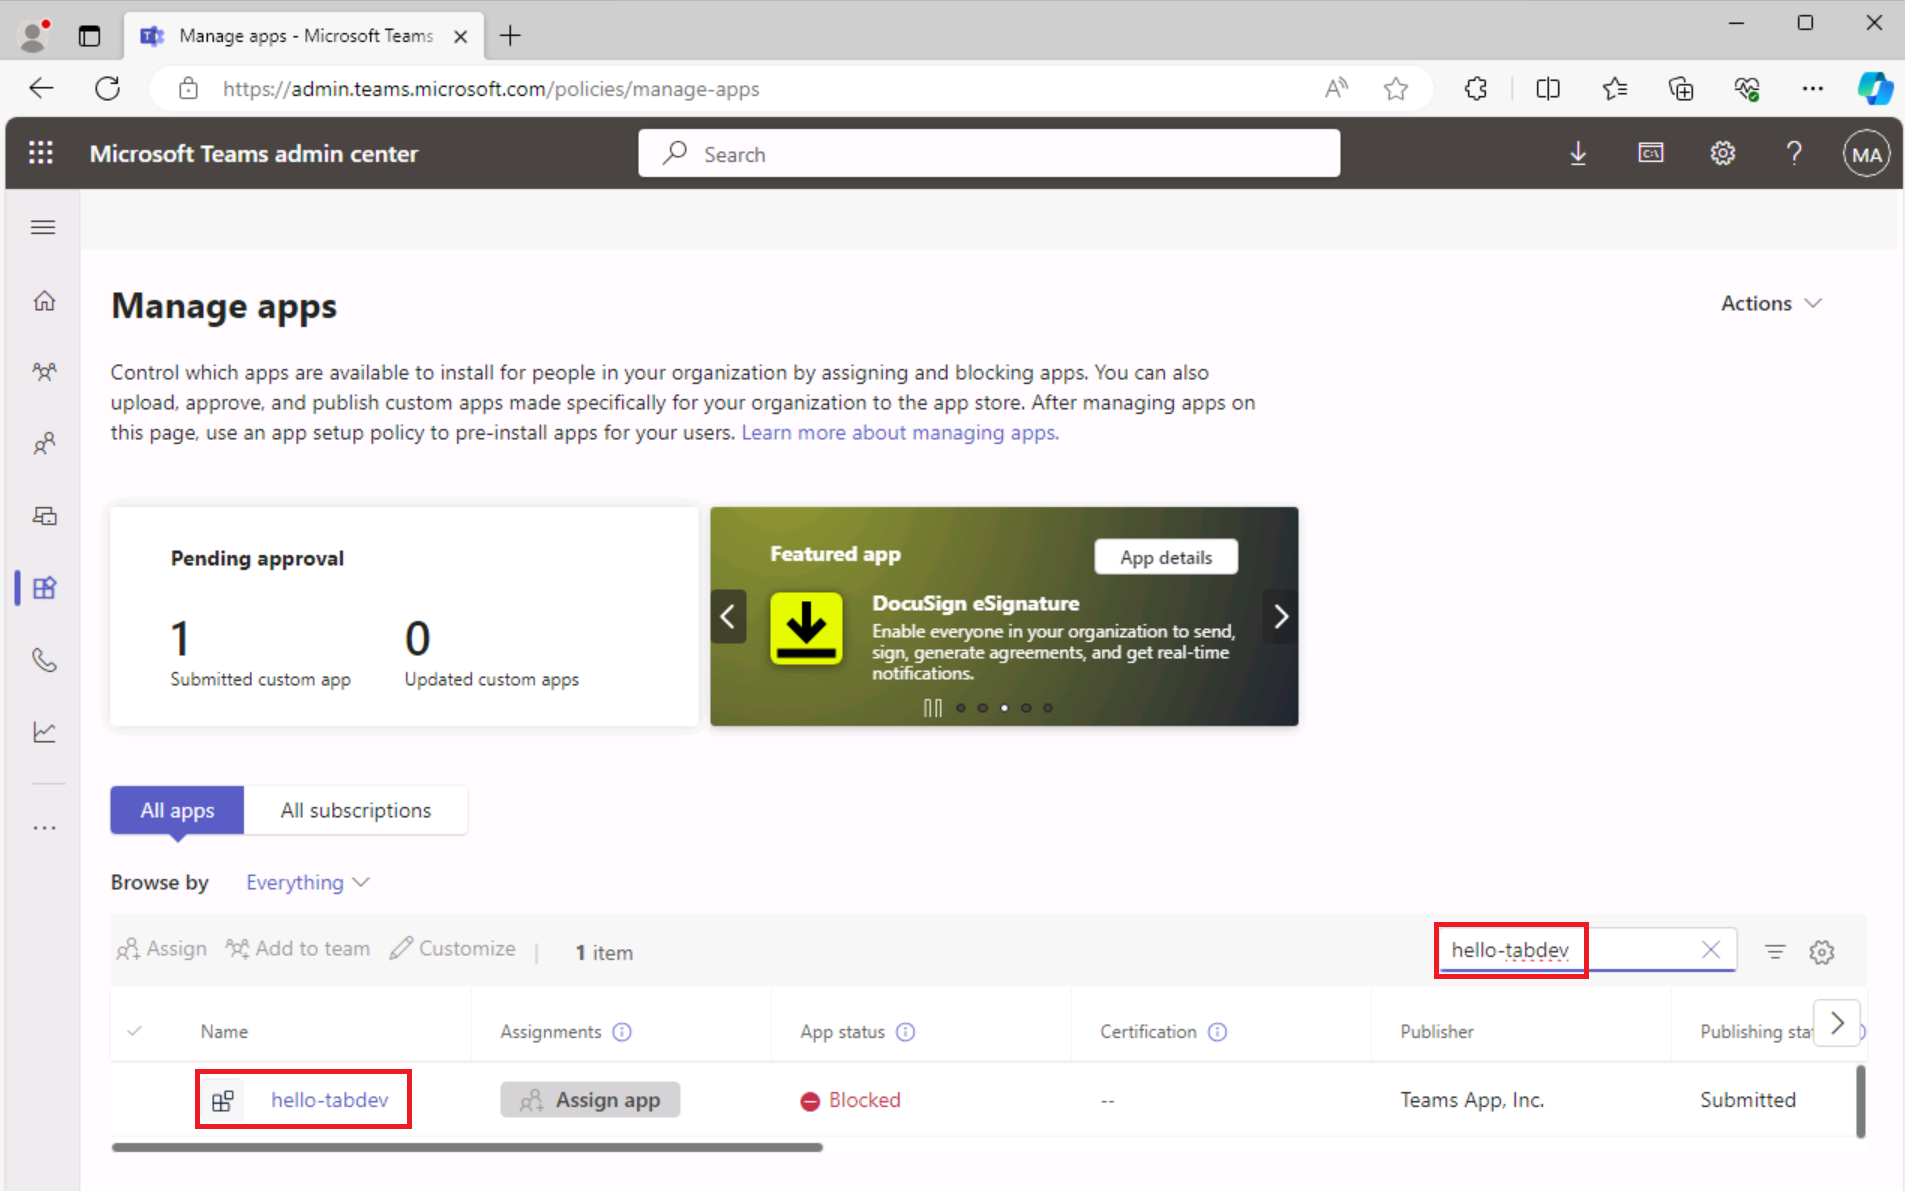 Manage apps - Microsoft Teams
https://admin.teams.microsoft.com/policies/manage-apps
Microsoft Teams admin center
Search
MA
Manage apps
Actions
Control which apps are available to install for people in your organization by assigning and blocking apps. You can also
upload, approve, and publish custom apps made specifically for your organization to the app store. After managing apps on
this page, use an app setup policy to pre-install apps for your users. Learn more about managing apps.
Pending approval
1
0
Submitted custom app
Updated custom apps
Featured app
App details
DocuSign eSignature
Enable everyone in your organization to send,
sign, generate agreements, and get real-time
notifications.
All apps
All subscriptions
Browse by
Everything
Assign
Add to team
Customize
1 item
hello-tabdev
Name
Assignments
App status
Certification
Publisher
Publishing sta
hello-tabdev
Assign app
Blocked
--
Teams App, Inc.
Submitted